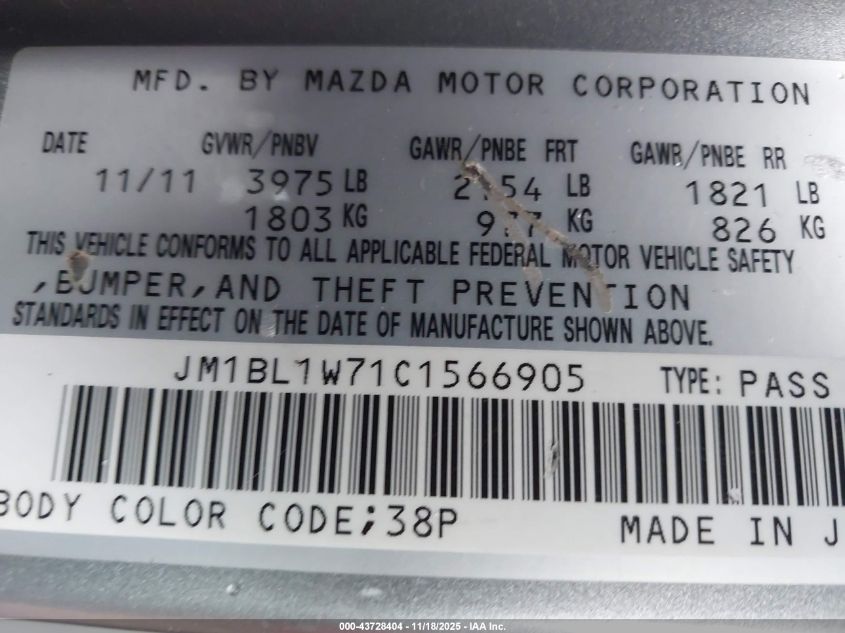 MFD. BY MAZDA MOTOR CORPORATION
DATE GVWR/PNBV GAWR/PNBE FRT GAWR/PNBE RR
11/11 3975 LB LB 1821 LB
1803 KG KG 826 KG
THIS VEHICLE CONFORMS TO ALL APPLICABLE FEDERAL MOTOR VEHICLE SAFETY
,BUMPER,AND THEFT PREVENTION
STANDARDS IN EFFECT ON THE DATE OF MANUFACTURE SHOWN ABOVE.
JM1BL1W71C1566905 TYPE: PASS
BODY COLOR CODE;38P
MADE IN J
000-43728404 - 11/18/2025 - IAA Inc.